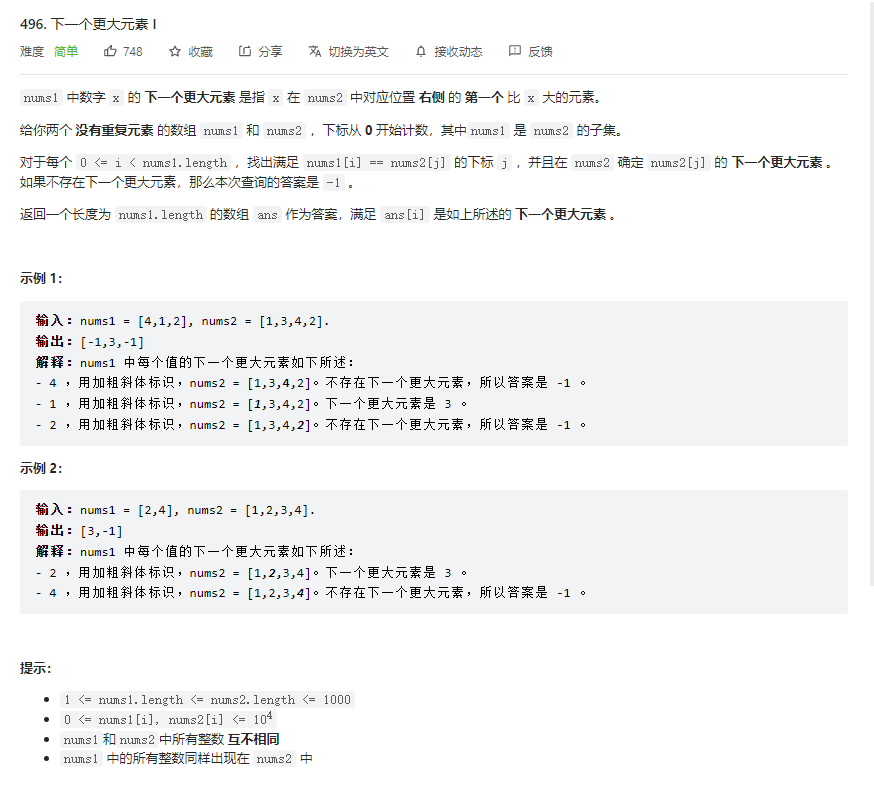 496. 下一个更大元素 I
难度 简单 748 收藏 分享 切换为英文 接收动态 反馈
nums1 中数字 x 的 下一个更大元素 是指 x 在 nums2 中对应位置 右侧 的 第一个 比 x 大的元素。
给你两个 没有重复元素 的数组 nums1 和 nums2 ，下标从 0 开始计数，其中nums1 是 nums2 的子集。
对于每个 0 <= i < nums1.length ，找出满足 nums1[i] == nums2[j] 的下标 j ，并且在 nums2 确定 nums2[j] 的 下一个更大元素 。
如果不存在下一个更大元素，那么本次查询的答案是 -1 。
返回一个长度为 nums1.length 的数组 ans 作为答案，满足 ans[i] 是如上所述的 下一个更大元素 。
示例 1：
输入：nums1 = [4,1,2], nums2 = [1,3,4,2].
输出：[-1,3,-1]
解释：nums1 中每个值的下一个更大元素如下所述：
- 4 ，用加粗斜体标识，nums2 = [1,3,4,2]。不存在下一个更大元素，所以答案是 -1 。
- 1 ，用加粗斜体标识，nums2 = [1,3,4,2]。下一个更大元素是 3 。
- 2 ，用加粗斜体标识，nums2 = [1,3,4,2]。不存在下一个更大元素，所以答案是 -1 。
示例 2：
输入：nums1 = [2,4], nums2 = [1,2,3,4].
输出：[3,-1]
解释：nums1 中每个值的下一个更大元素如下所述：
- 2 ，用加粗斜体标识，nums2 = [1,2,3,4]。下一个更大元素是 3 。
- 4 ，用加粗斜体标识，nums2 = [1,2,3,4]。不存在下一个更大元素，所以答案是 -1 。
提示：
1 <= nums1.length <= nums2.length <= 1000
0 <= nums1[i], nums2[i] <= 10⁴
nums1和nums2中所有整数 互不相同
nums1 中的所有整数同样出现在 nums2 中